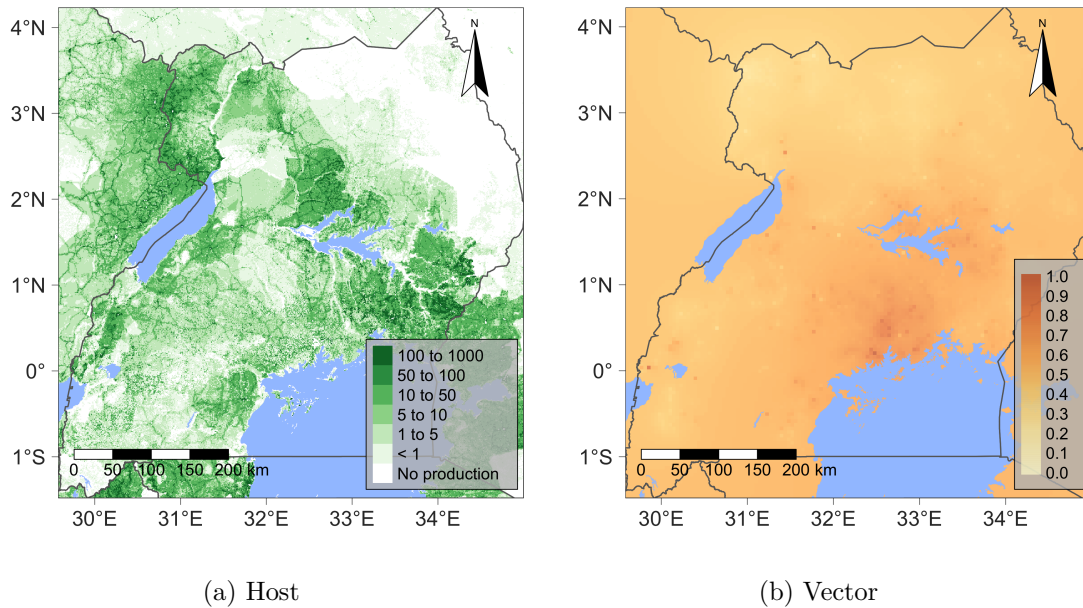 4°N
3°N
2°N
1°N
0°
1°S
30°E 31°E 32°E 33°E 34°E
N
100 to 1000
50 to 100
10 to 50
5 to 10
1 to 5
< 1
No production
0 50 100 150 200 km
(a) Host
4°N
3°N
2°N
1°N
0°
1°S
30°E 31°E 32°E 33°E 34°E
N
1.0
0.9
0.8
0.7
0.6
0.5
0.4
0.3
0.2
0.1
0.0
0 50 100 150 200 km
(b) Vector